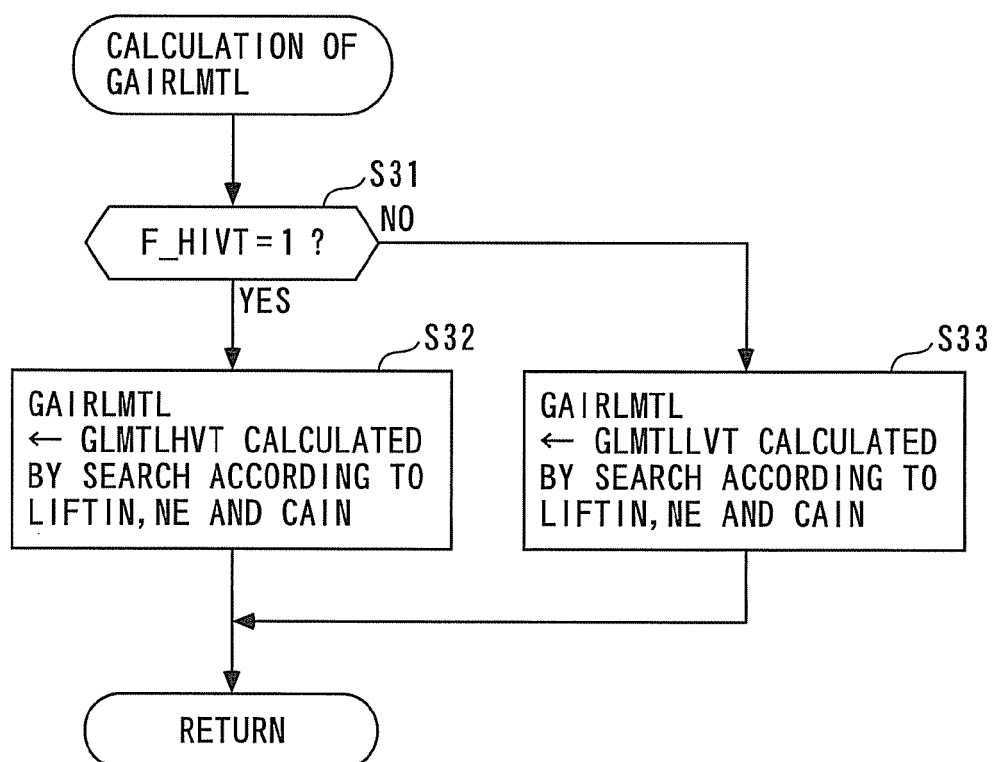 CALCULATION OF
GAIRLMTL
S31
F_HIVT=1 ?
NO
YES
S32
GAIRLMTL
← GLMTLHVT CALCULATED
BY SEARCH ACCORDING TO
LIFTIN, NE AND CAIN
S33
GAIRLMTL
← GLMTLLVT CALCULATED
BY SEARCH ACCORDING TO
LIFTIN, NE AND CAIN
RETURN